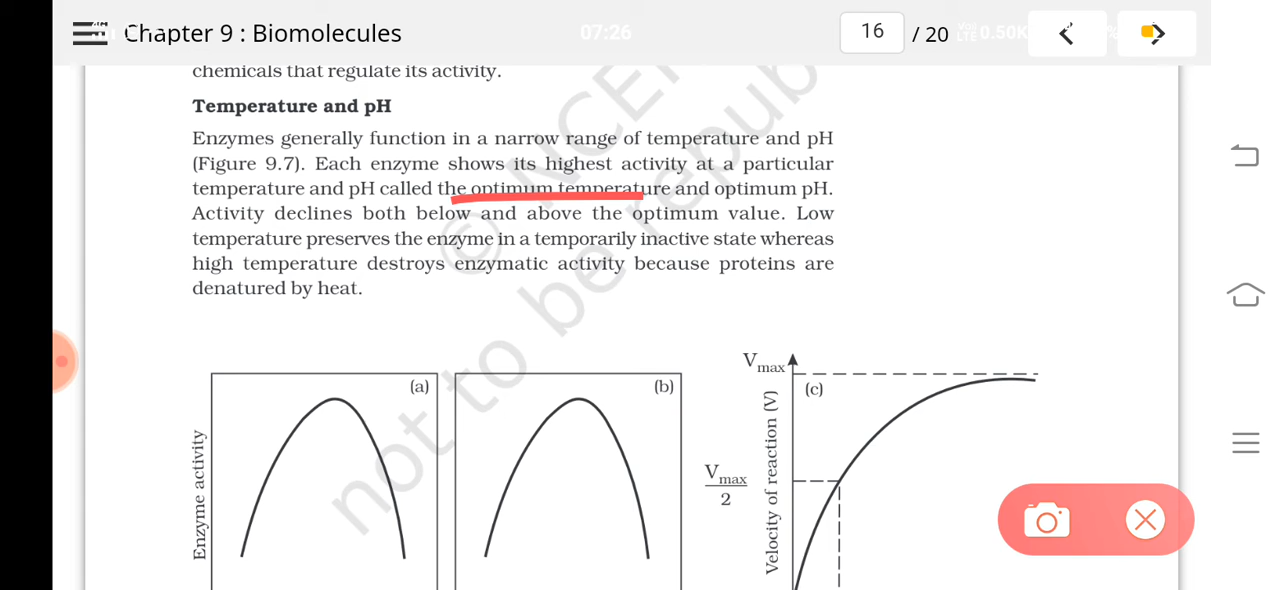 Chapter 9 : Biomolecules
07:26
16
/ 20
0.50K
chemicals that regulate its activity.
Temperature and pH
Enzymes generally function in a narrow range of temperature and pH
(Figure 9.7). Each enzyme shows its highest activity at a particular
temperature and pH called the optimum temperature and optimum pH.
Activity declines both below and above the optimum value. Low
temperature preserves the enzyme in a temporarily inactive state whereas
high temperature destroys enzymatic activity because proteins are
denatured by heat.
© NCE
not to be repub
(a)
Enzyme activity
(b)
Vmax
(c)
Vmax
2
Velocity of reaction (V)